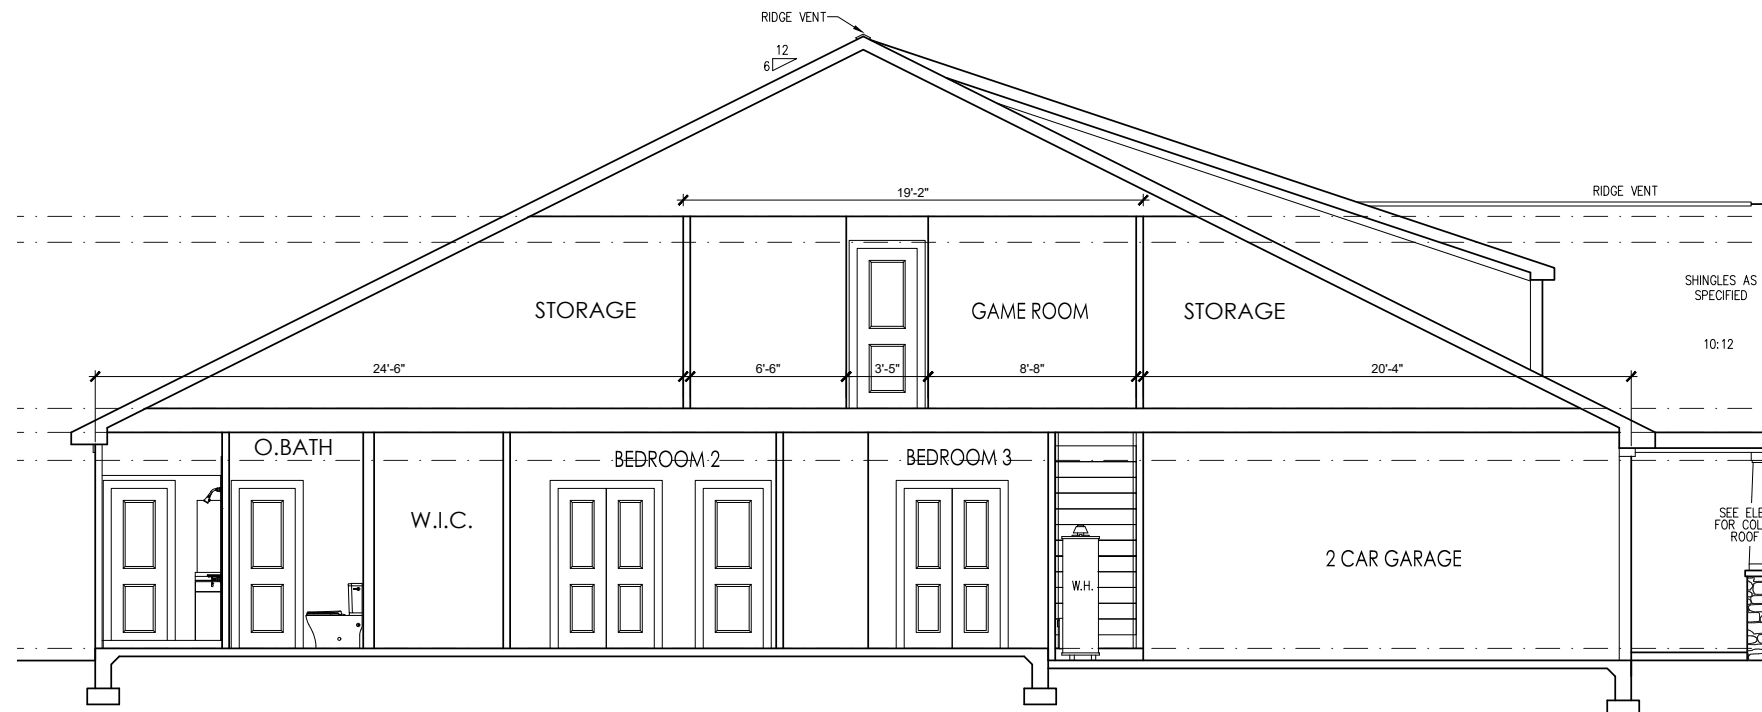 RIDGE VENT
12
6
19'-2"
RIDGE VENT
SHINGLES AS
SPECIFIED
STORAGE
GAME ROOM
STORAGE
10:12
24'-6"
6'-6"
3'-5"
8'-8"
20'-4"
O.BATH
BEDROOM 2
BEDROOM 3
W.I.C.
SEE ELE
FOR COL
ROOF
2 CAR GARAGE
W.H.